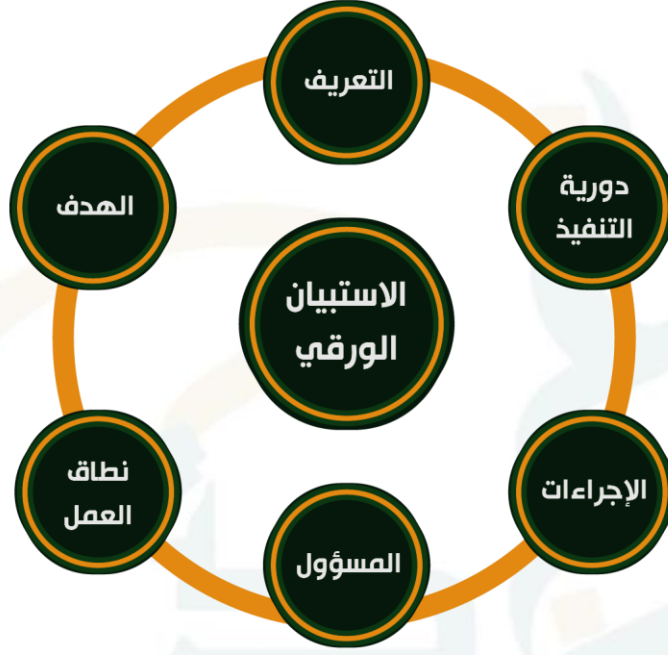 التعريف
دورية
التنفيذ
الهدف
الاستبيان
الورقي
الإجراءات
نطاق
العمل
المسؤول